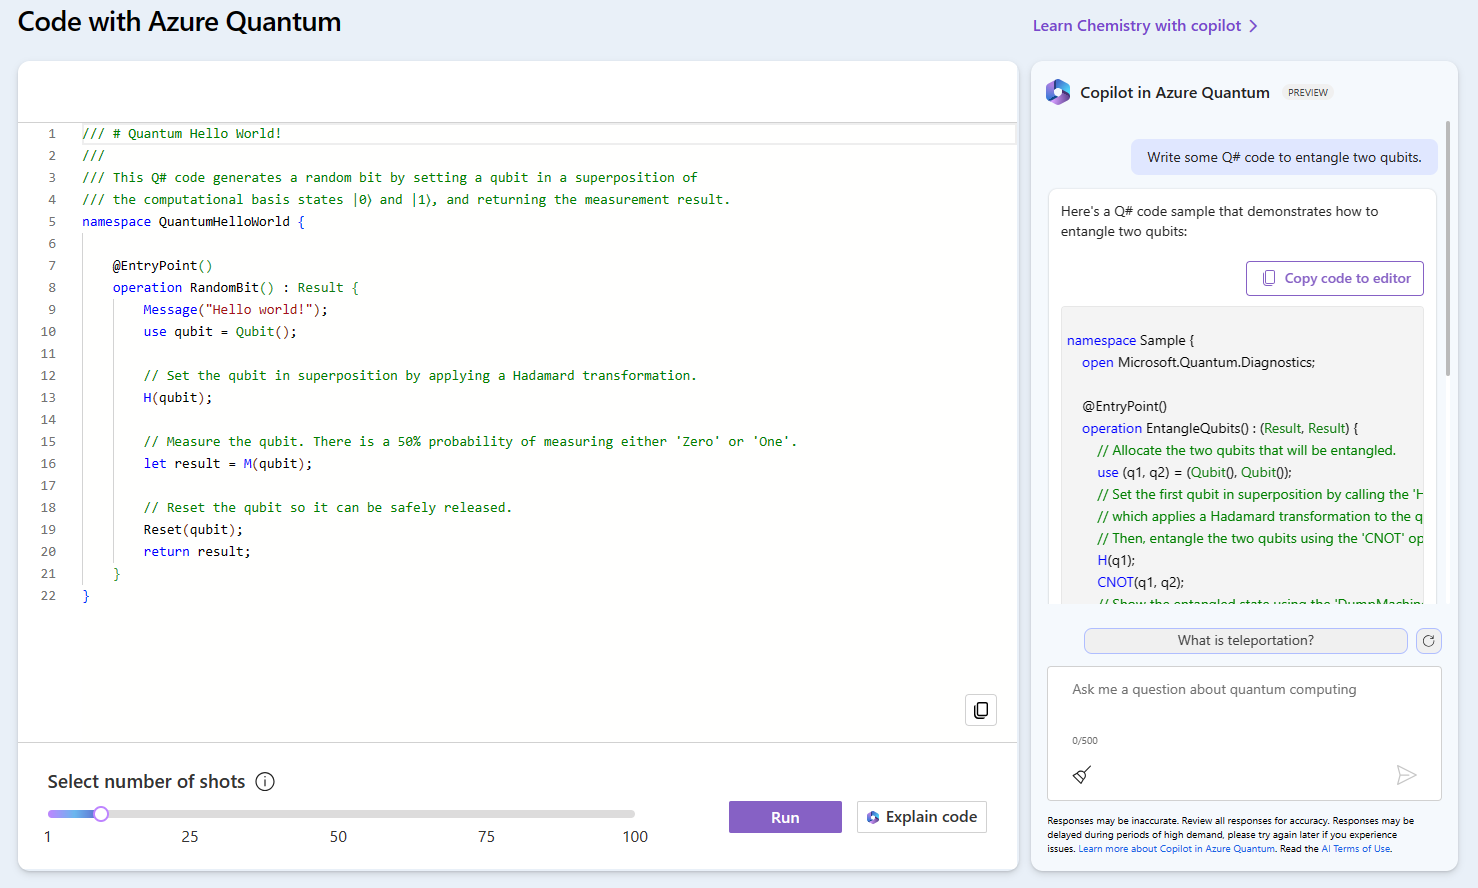 Code with Azure Quantum
Learn Chemistry with copilot
1 /// # Quantum Hello World!
2 ///
3 /// This Q# code generates a random bit by setting a qubit in a superposition of
4 /// the computational basis states |0⟩ and |1⟩, and returning the measurement result.
5 namespace QuantumHelloWorld {
6
7 @EntryPoint()
8 operation RandomBit() : Result {
9 Message("Hello world!");
10 use qubit = Qubit();
11
12 // Set the qubit in superposition by applying a Hadamard transformation.
13 H(qubit);
14
15 // Measure the qubit. There is a 50% probability of measuring either 'Zero' or 'One'.
16 let result = M(qubit);
17
18 // Reset the qubit so it can be safely released.
19 Reset(qubit);
20 return result;
21 }
22 }
Select number of shots
1 25 50 75 100
Run
Explain code
Copilot in Azure Quantum PREVIEW
Write some Q# code to entangle two qubits.
Here's a Q# code sample that demonstrates how to
entangle two qubits:
Copy code to editor
namespace Sample {
open Microsoft.Quantum.Diagnostics;
@EntryPoint()
operation EntangleQubits() : (Result, Result) {
// Allocate the two qubits that will be entangled.
use (q1, q2) = (Qubit(), Qubit());
// Set the first qubit in superposition by calling the 'H
// which applies a Hadamard transformation to the q
// Then, entangle the two qubits using the 'CNOT' op
H(q1);
CNOT(q1, q2);
// Show the entangled state using the 'DumpMachin
What is teleportation?
Ask me a question about quantum computing
0/500
Responses may be inaccurate. Review all responses for accuracy. Responses may be
delayed during periods of high demand, please try again later if you experience
issues. Learn more about Copilot in Azure Quantum. Read the AI Terms of Use.